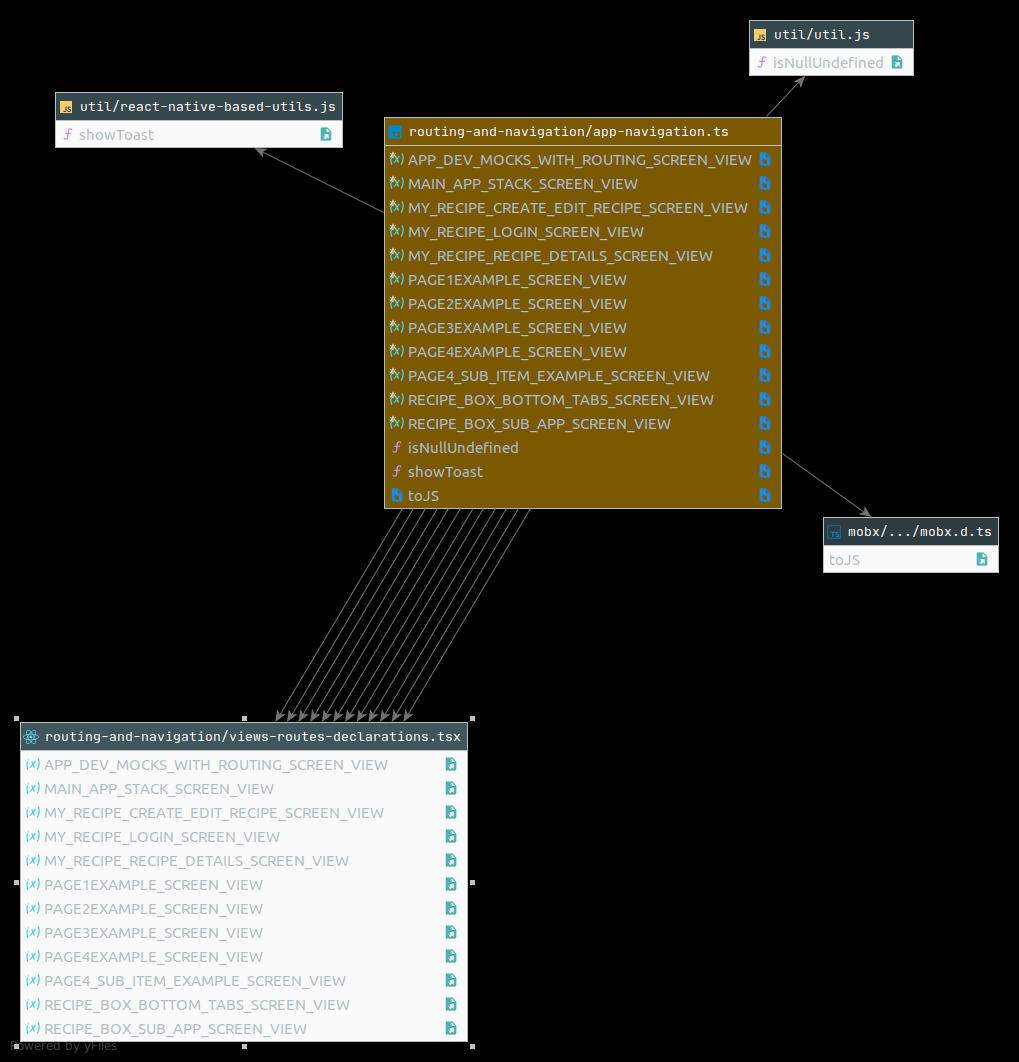 util/util.js
isNullUndefined
util/react-native-based-utils.js
showToast
routing-and-navigation/app-navigation.ts
APP_DEV_MOCKS_WITH_ROUTING_SCREEN_VIEW
MAIN_APP_STACK_SCREEN_VIEW
MY_RECIPE_CREATE_EDIT_RECIPE_SCREEN_VIEW
MY_RECIPE_LOGIN_SCREEN_VIEW
MY_RECIPE_RECIPE_DETAILS_SCREEN_VIEW
PAGE1EXAMPLE_SCREEN_VIEW
PAGE2EXAMPLE_SCREEN_VIEW
PAGE3EXAMPLE_SCREEN_VIEW
PAGE4EXAMPLE_SCREEN_VIEW
PAGE4_SUB_ITEM_EXAMPLE_SCREEN_VIEW
RECIPE_BOX_BOTTOM_TABS_SCREEN_VIEW
RECIPE_BOX_SUB_APP_SCREEN_VIEW
isNullUndefined
showToast
toJS
mobx/.../mobx.d.ts
toJS
routing-and-navigation/views-routes-declarations.tsx
APP_DEV_MOCKS_WITH_ROUTING_SCREEN_VIEW
MAIN_APP_STACK_SCREEN_VIEW
MY_RECIPE_CREATE_EDIT_RECIPE_SCREEN_VIEW
MY_RECIPE_LOGIN_SCREEN_VIEW
MY_RECIPE_RECIPE_DETAILS_SCREEN_VIEW
PAGE1EXAMPLE_SCREEN_VIEW
PAGE2EXAMPLE_SCREEN_VIEW
PAGE3EXAMPLE_SCREEN_VIEW
PAGE4EXAMPLE_SCREEN_VIEW
PAGE4_SUB_ITEM_EXAMPLE_SCREEN_VIEW
RECIPE_BOX_BOTTOM_TABS_SCREEN_VIEW
RECIPE_BOX_SUB_APP_SCREEN_VIEW
Powered by yFiles